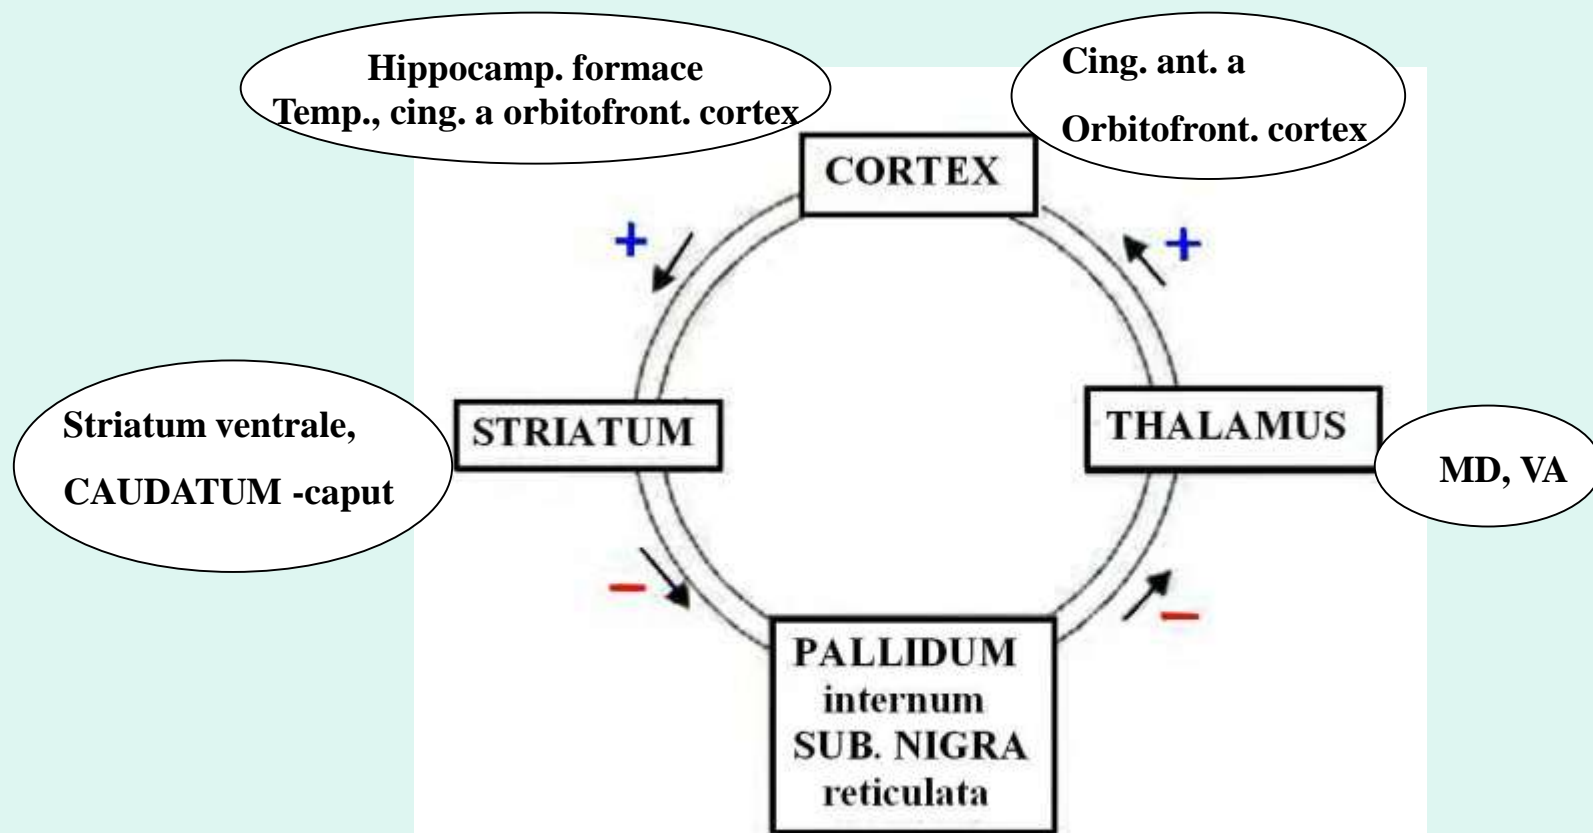 Hippocamp. formace
Temp., cing. a orbitofront. cortex
Cing. ant. a
Orbitofront. cortex
CORTEX
+
+
Striatum ventrale,
CAUDATUM -caput
STRIATUM
THALAMUS
MD, VA
−
−
PALLIDUM
internum
SUB. NIGRA
reticulata